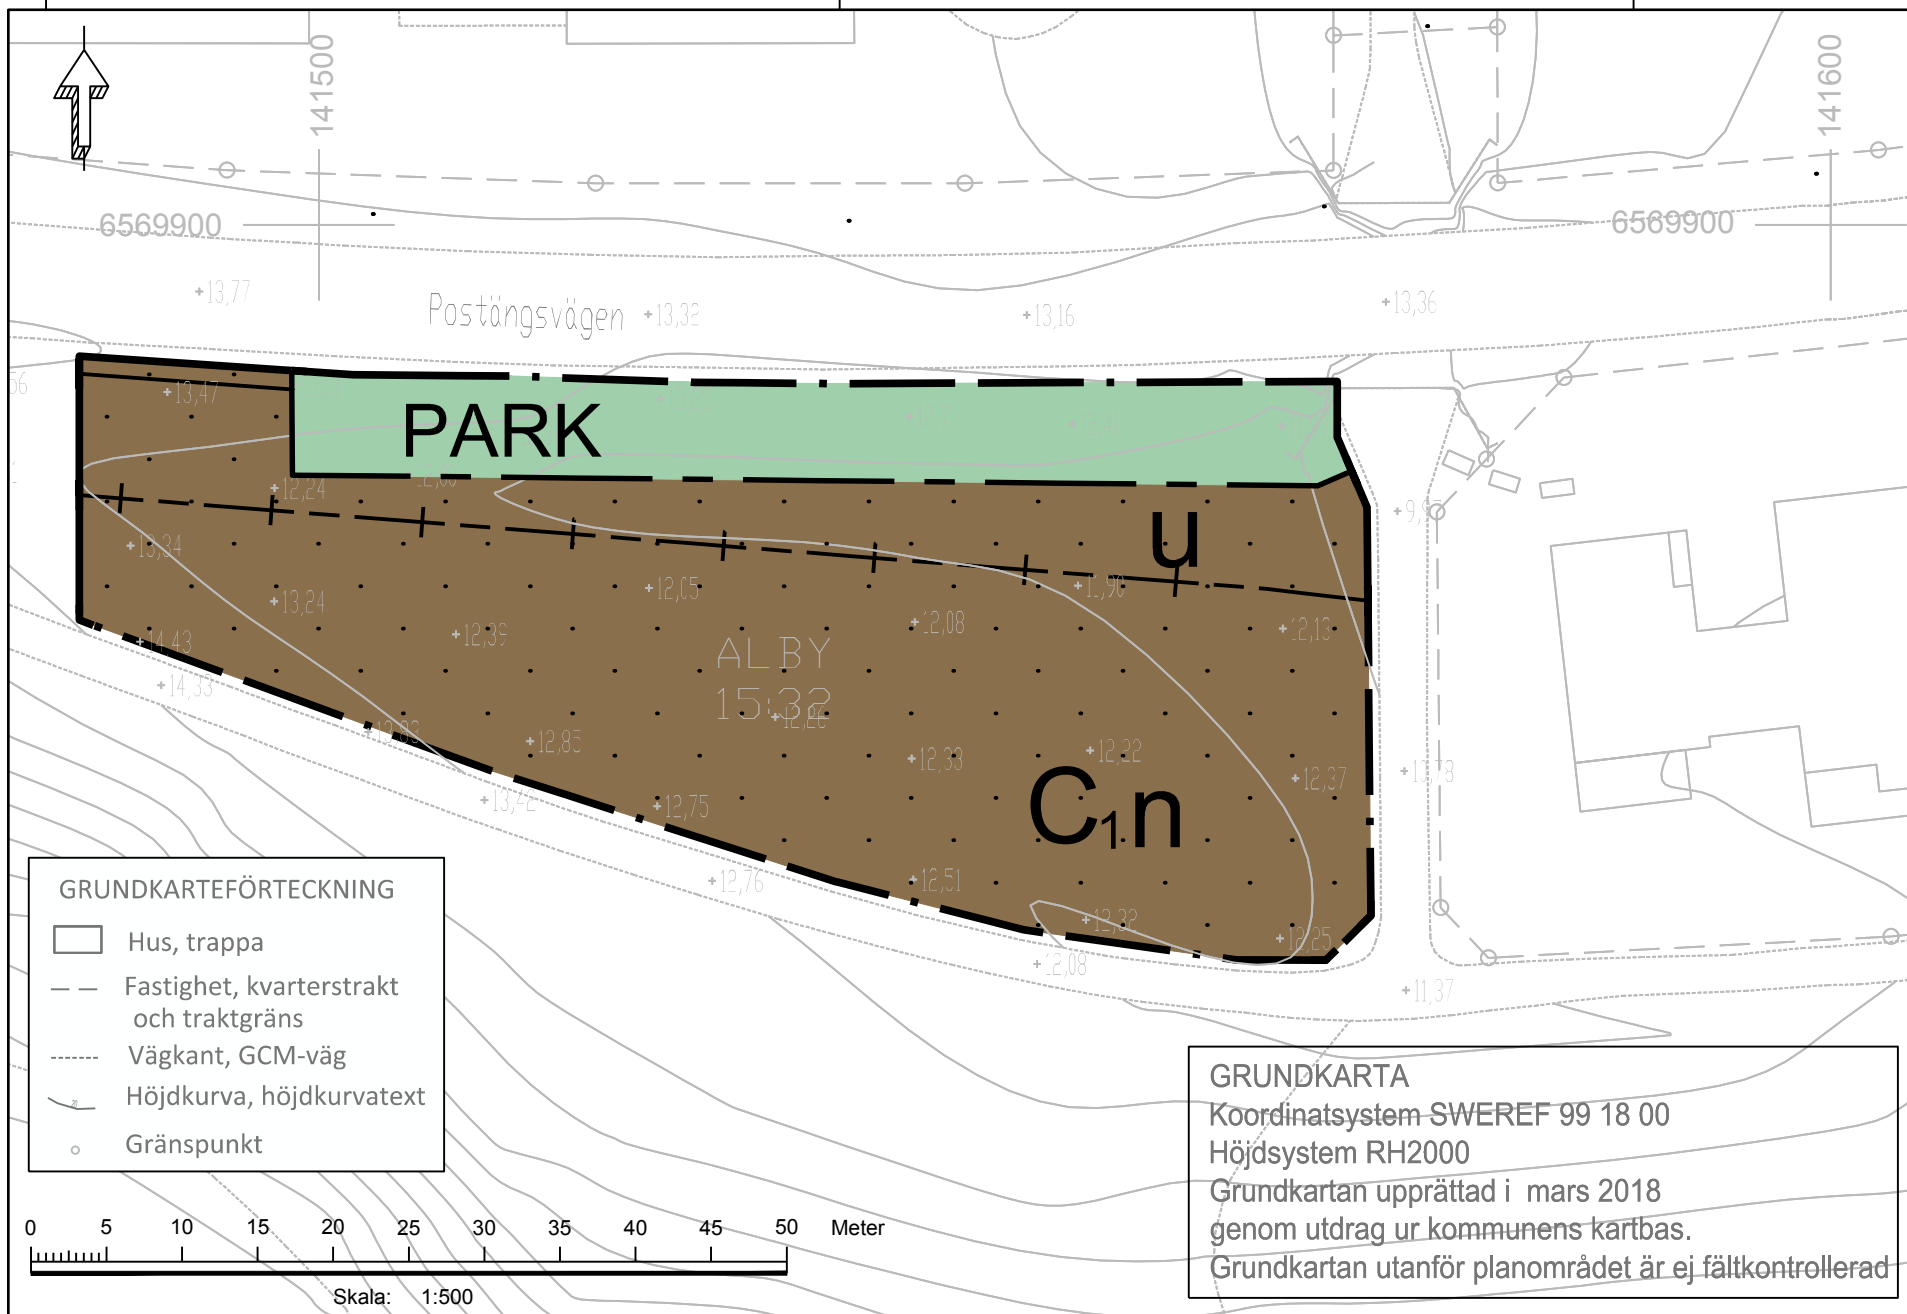 141500
141600
6569900
6569900
13,77
Postängsvägen
13,32
13,16
13,36
13,47
PARK
12,24
u
13,34
13,24
12,05
11,90
12,39
12,08
12,13
14,43
ALBY
15:32
14,33
12,85
12,33
12,22
12,37
13,42
12,75
C1n
12,76
12,51
12,32
12,25
12,08
11,37
GRUNDKARTEFÖRTECKNING
Hus, trappa
Fastighet, kvarterstrakt
och traktgräns
Vägkant, GCM-väg
Höjdkurva, höjdkurvatext
Gränspunkt
GRUNDKARTA
Koordinatsystem SWEREF 99 18 00
Höjdsystem RH2000
Grundkartan upprättad i mars 2018
genom utdrag ur kommunens kartbas.
Grundkartan utanför planområdet är ej fältkontrollerad
0 5 10 15 20 25 30 35 40 45 50 Meter
Skala: 1:500